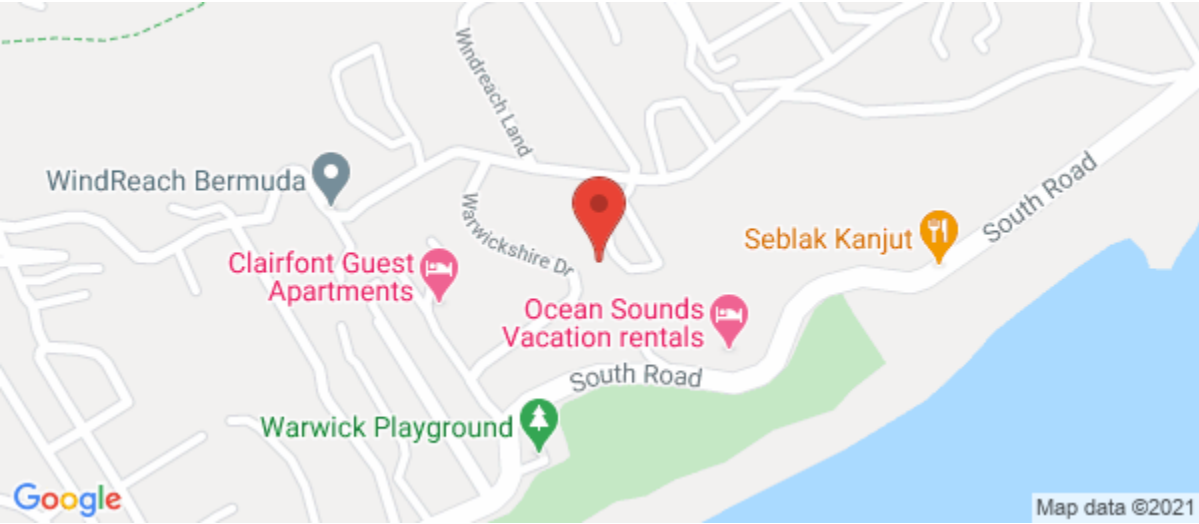 Windreach Land
WindReach Bermuda
South Road
Warwickshire Dr
Seblak Kanjut
Clairfont Guest
Apartments
Ocean Sounds
Vacation rentals
South Road
Warwick Playground
Google
Map data ©2021